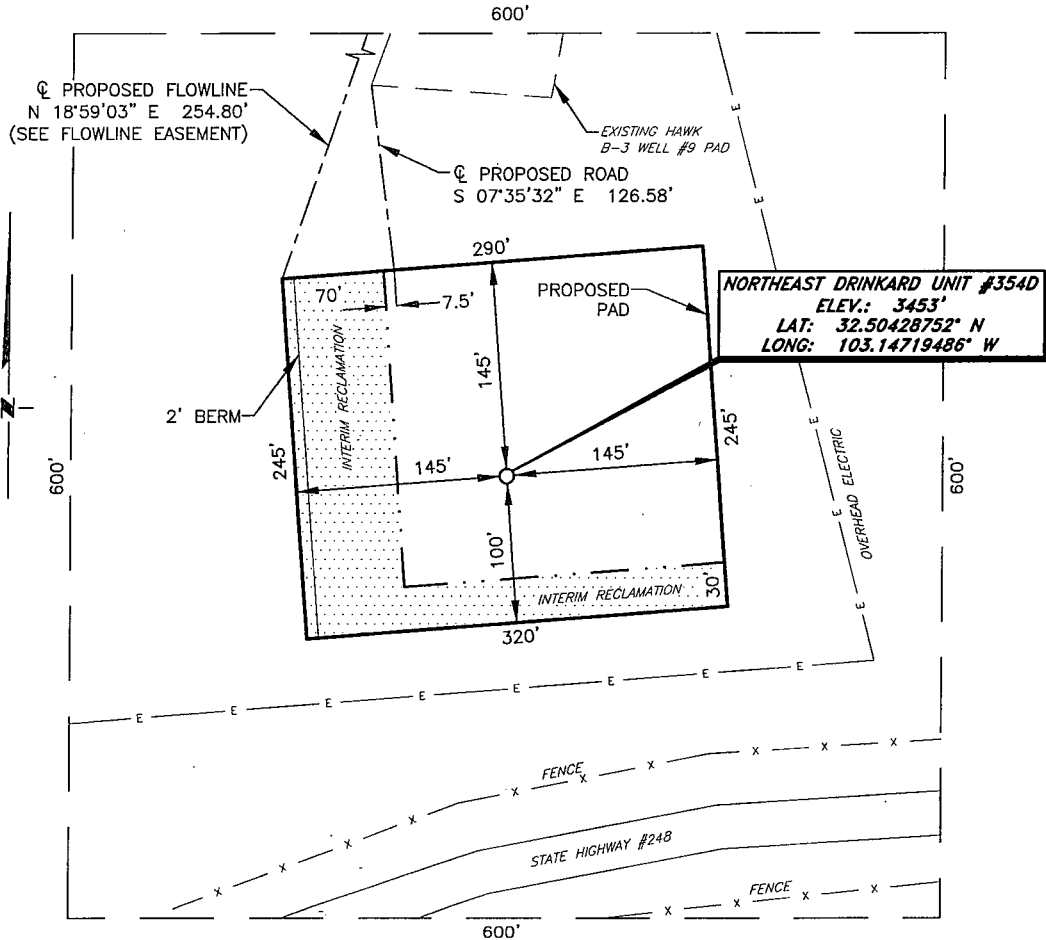 600'
℄ PROPOSED FLOWLINE
N 18°59'03" E 254.80'
(SEE FLOWLINE EASEMENT)
E
EXISTING HAWK
B-3 WELL #9 PAD
℄ PROPOSED ROAD
S 07°35'32" E 126.58'
E
290'
70'
7.5'
PROPOSED
PAD
NORTHEAST DRINKARD UNIT #354D
ELEV.: 3453'
LAT: 32.50428752° N
LONG: 103.14719486° W
INTERIM RECLAMATION
145'
2' BERM
N
E
245'
245'
145'
145'
600'
600'
E
OVERHEAD ELECTRIC
E
100'
INTERIM RECLAMATION
30'
E
320'
E E E E E E E E
FENCE
X X X X X X X X X
STATE HIGHWAY #248
FENCE
X X X X
600'